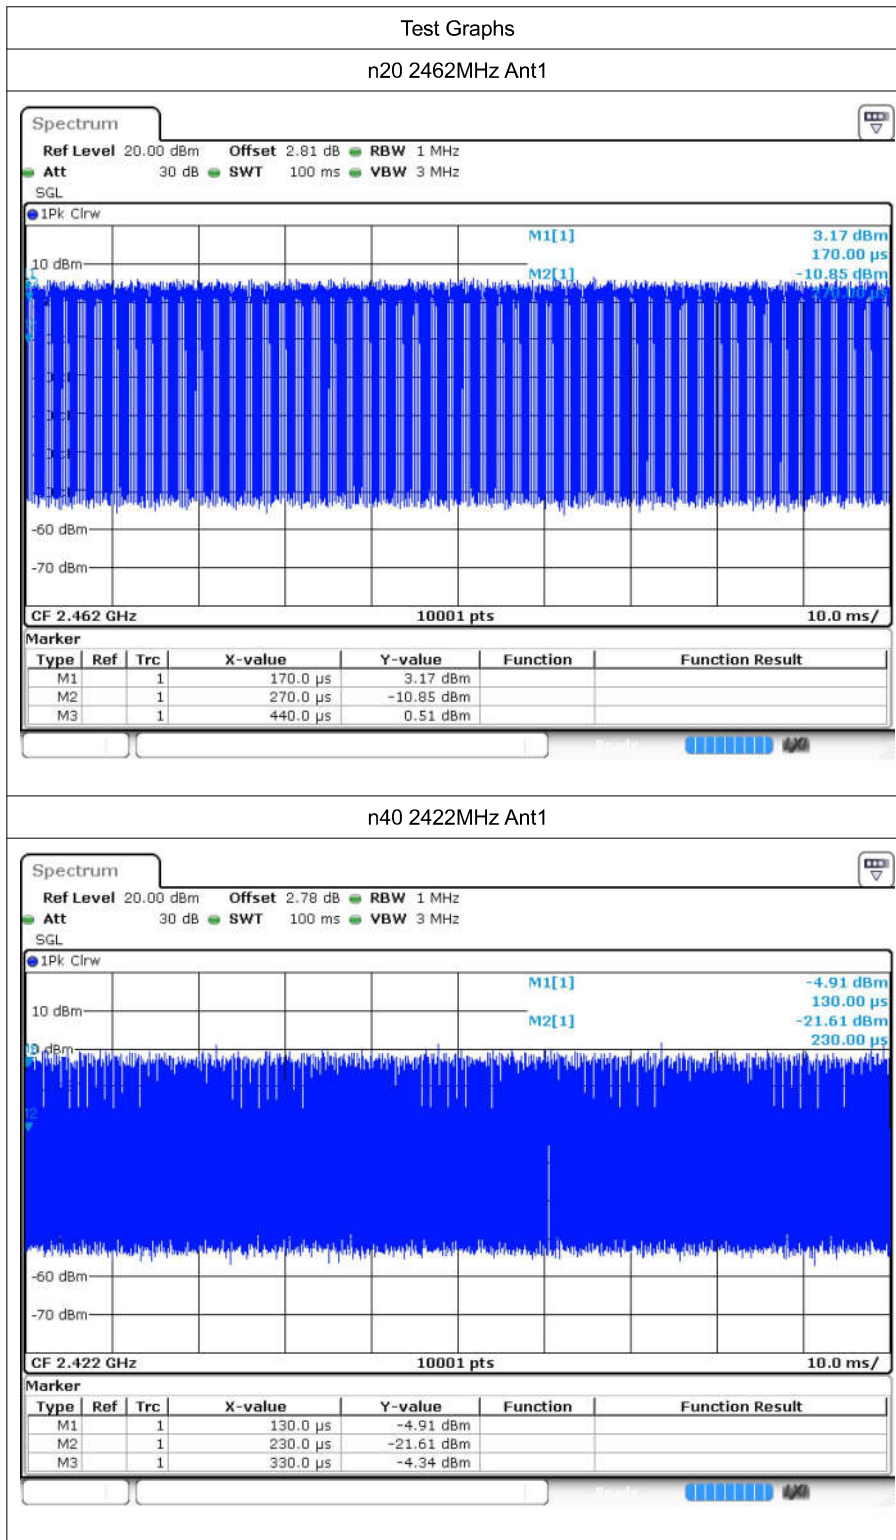 Test Graphs
n20 2462MHz Ant1
Spectrum
Ref Level 20.00 dBm Offset 2.81 dB RBW 1 MHz
Att 30 dB SWT 100 ms VBW 3 MHz
SGL
1Pk Clrw
M1[1] 3.17 dBm
170.00 µs
10 dBm
M2[1] -10.85 dBm
270.00 µs
-60 dBm
-70 dBm
CF 2.462 GHz 10001 pts 10.0 ms/
Marker
Type Ref Trc X-value Y-value Function Function Result
M1 1 170.0 µs 3.17 dBm
M2 1 270.0 µs -10.85 dBm
M3 1 440.0 µs 0.51 dBm
n40 2422MHz Ant1
Spectrum
Ref Level 20.00 dBm Offset 2.78 dB RBW 1 MHz
Att 30 dB SWT 100 ms VBW 3 MHz
SGL
1Pk Clrw
M1[1] -4.91 dBm
130.00 µs
10 dBm
M2[1] -21.61 dBm
230.00 µs
dBm
-60 dBm
-70 dBm
CF 2.422 GHz 10001 pts 10.0 ms/
Marker
Type Ref Trc X-value Y-value Function Function Result
M1 1 130.0 µs -4.91 dBm
M2 1 230.0 µs -21.61 dBm
M3 1 330.0 µs -4.34 dBm